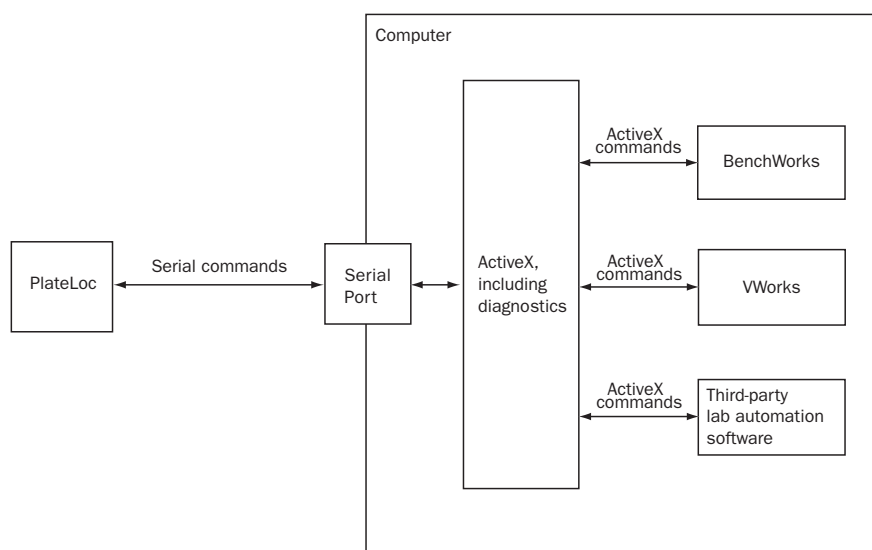 Computer
ActiveX
commands
BenchWorks
PlateLoc
Serial commands
Serial
Port
ActiveX,
including
diagnostics
ActiveX
commands
VWorks
ActiveX
commands
Third-party
lab automation
software